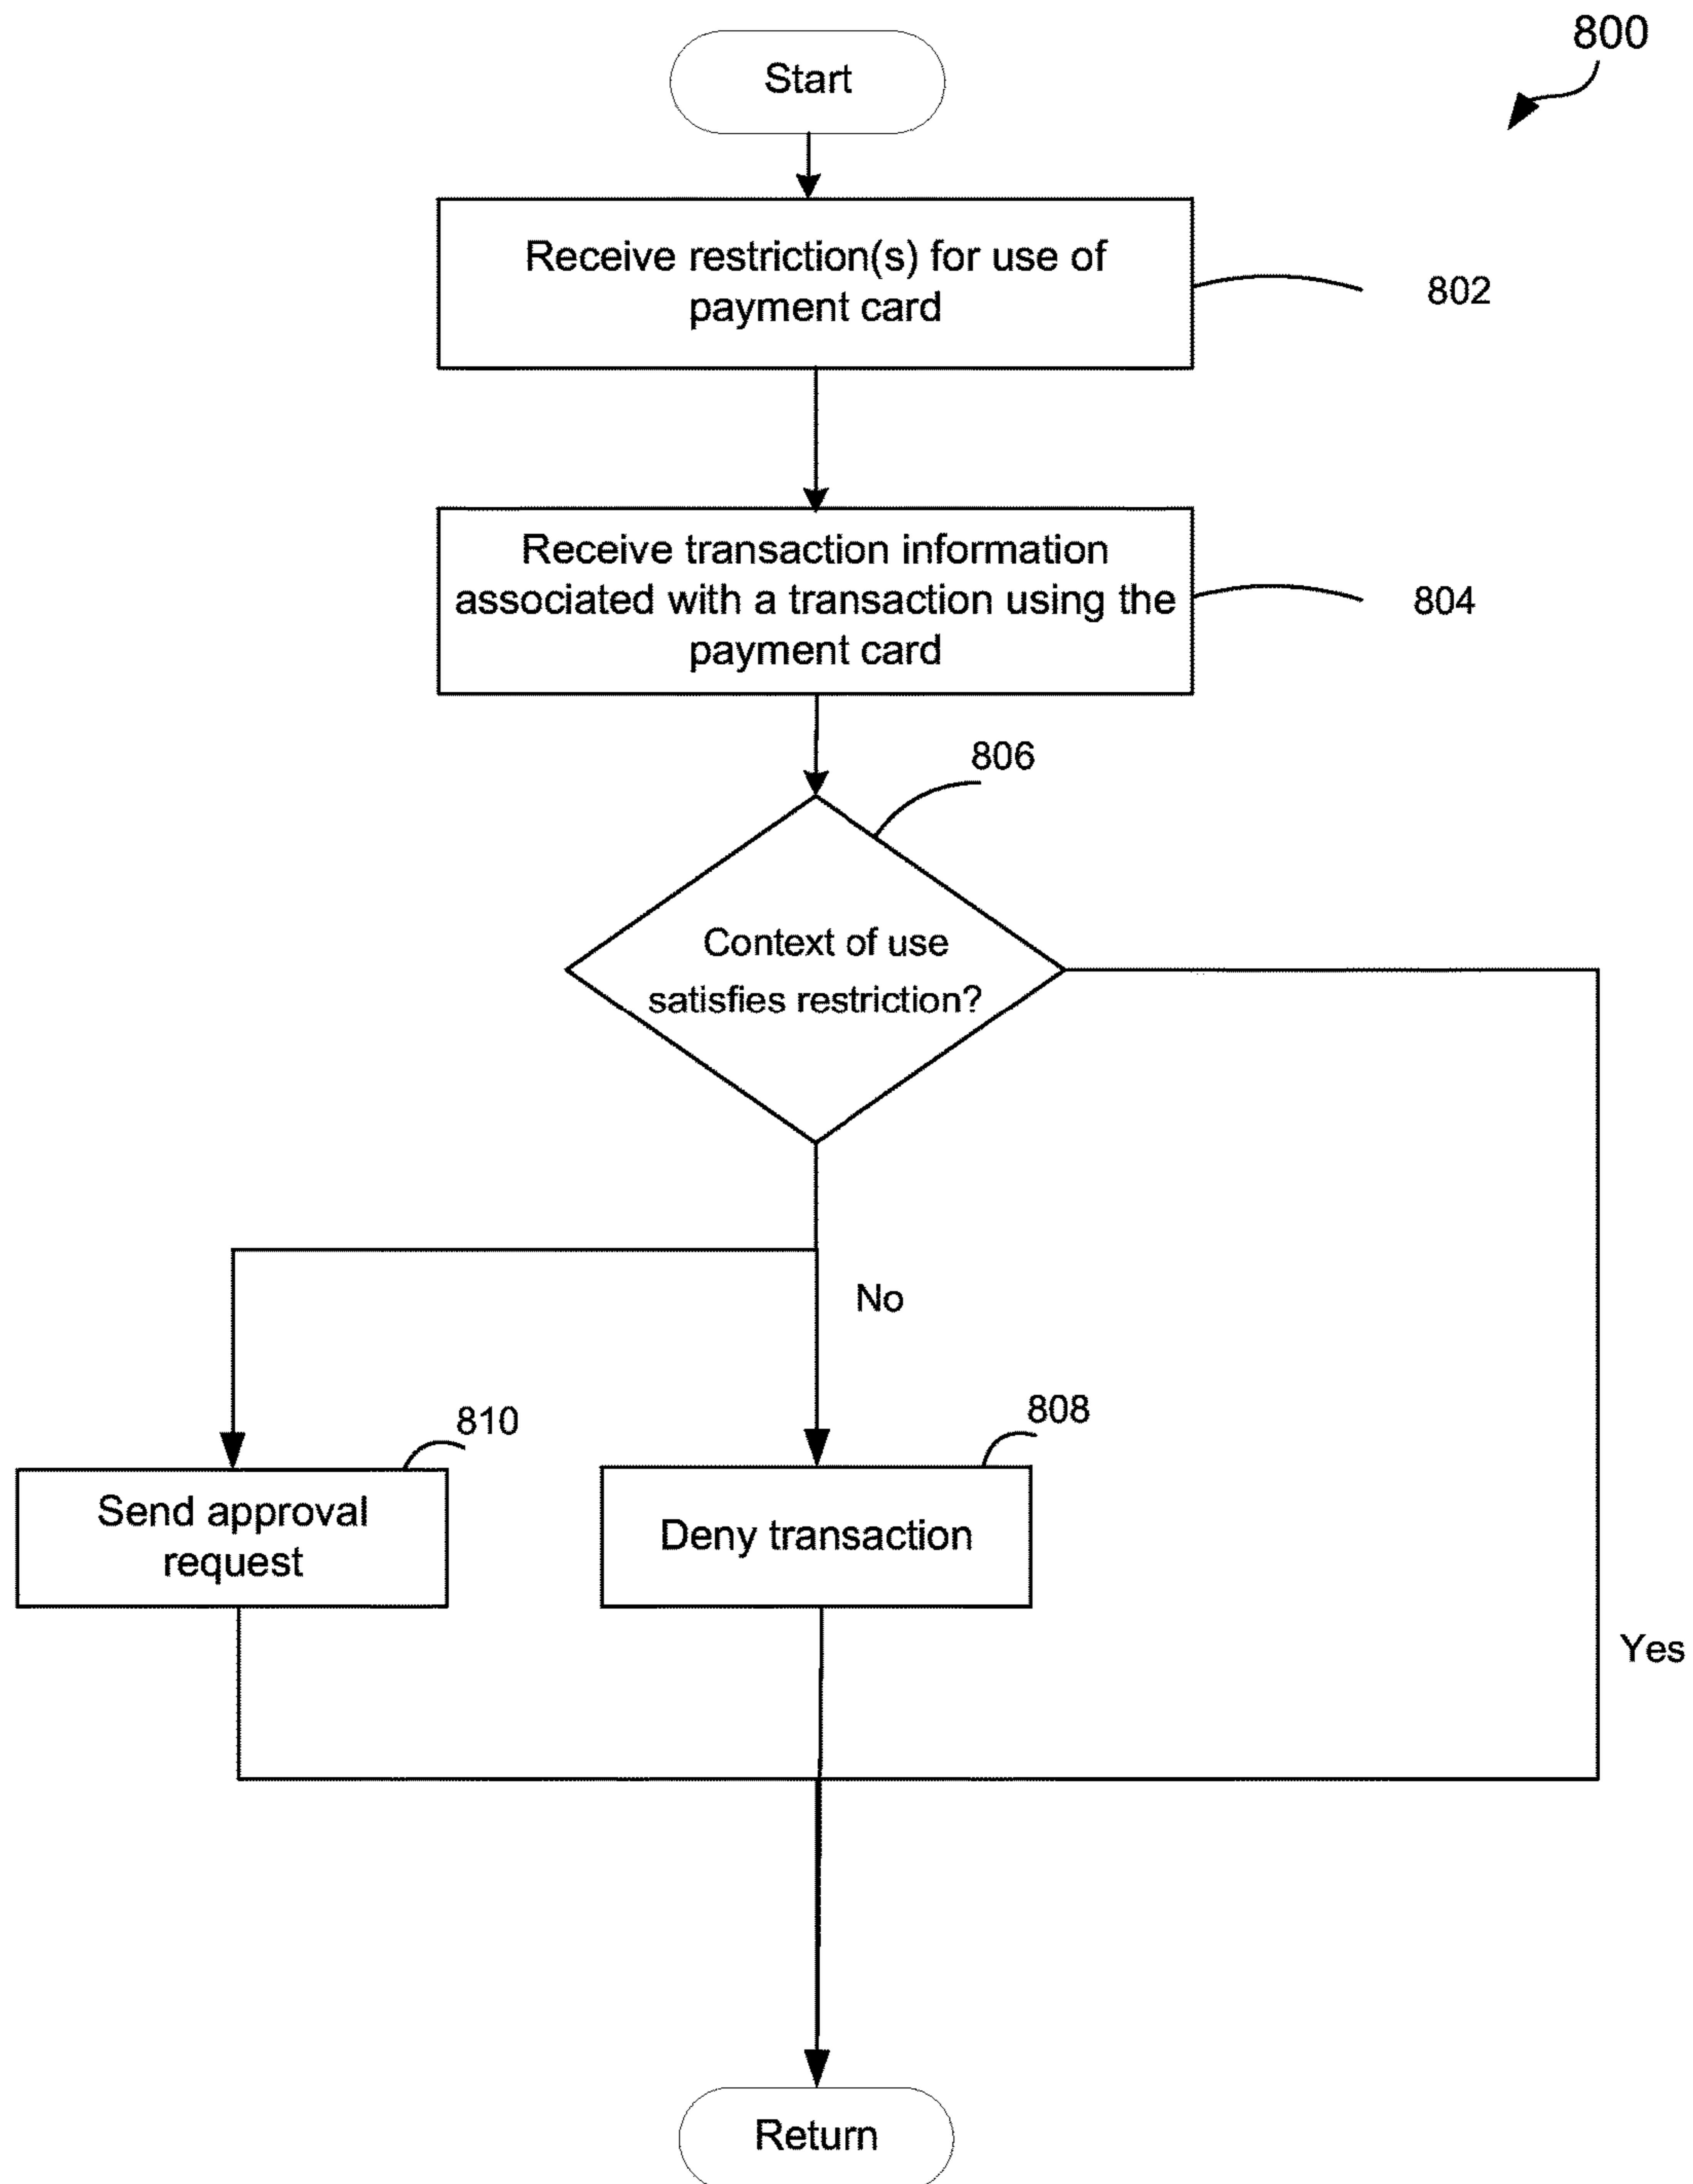 800
Start
Receive restriction(s) for use of
payment card
802
Receive transaction information
associated with a transaction using the
payment card
804
806
Context of use
satisfies restriction?
No
810
808
Send approval
request
Deny transaction
Yes
Return